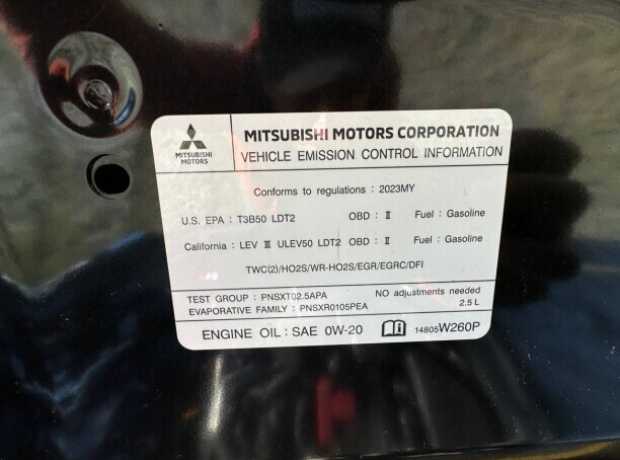 MITSUBISHI MOTORS
MITSUBISHI MOTORS CORPORATION
VEHICLE EMISSION CONTROL INFORMATION
Conforms to regulations : 2023MY
U.S. EPA : T3B50 LDT2 OBD : Ⅱ Fuel : Gasoline
California : LEV Ⅲ ULEV50 LDT2 OBD : Ⅱ Fuel : Gasoline
TWC(2)/HO2S/WR-HO2S/EGR/EGRC/DFI
TEST GROUP : PNSXT02.5APA NO adjustments needed
EVAPORATIVE FAMILY : PNSXR0105PEA 2.5 L
ENGINE OIL : SAE 0W-20 14805W260P